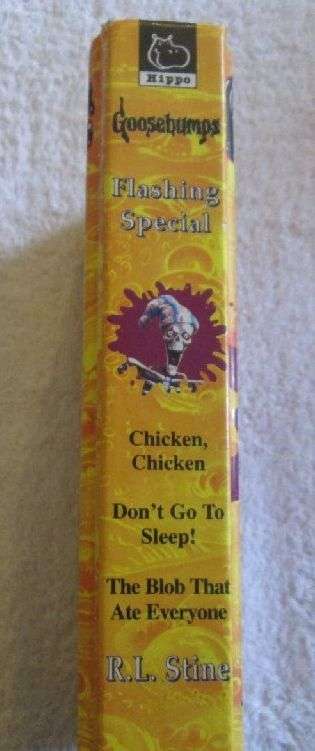 Hippo
Goosebumps
Flashing
Special
Chicken,
Chicken
Don't Go To
Sleep!
The Blob That
Ate Everyone
R.L. Stine